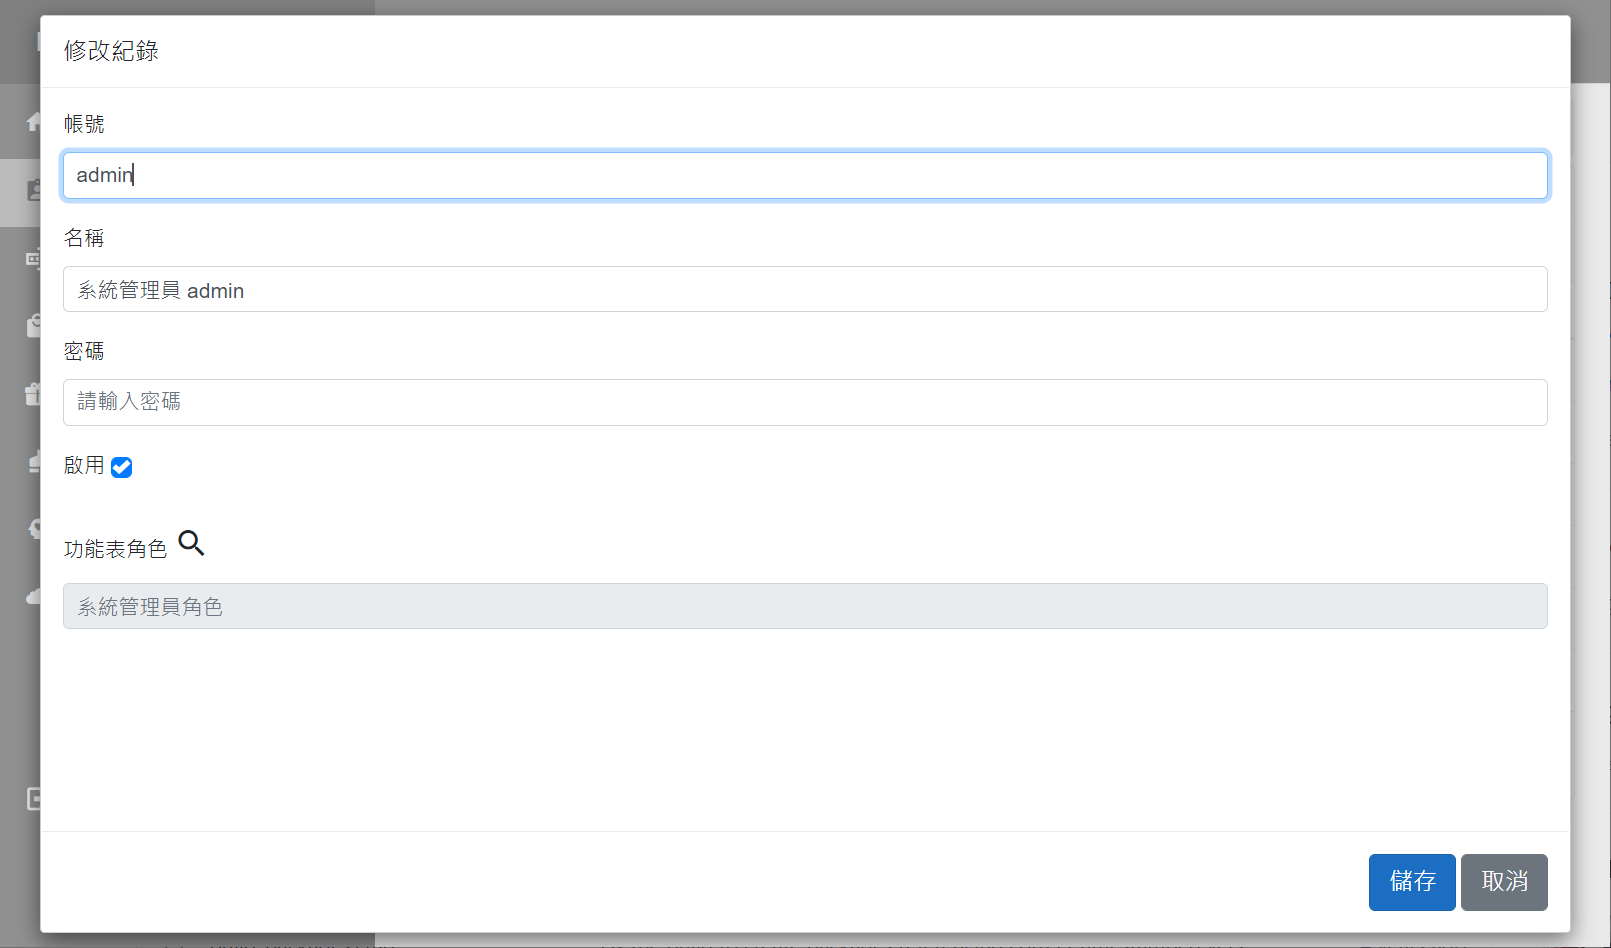 修改紀錄
帳號
admin
名稱
系統管理員 admin
密碼
請輸入密碼
啟用
功能表角色
系統管理員角色
儲存 取消